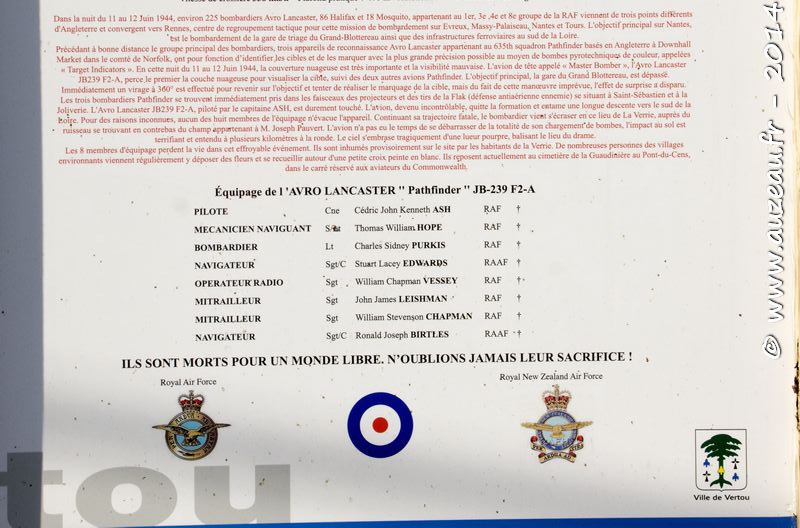 Dans la nuit du 11 au 12 Juin 1944, environ 225 bombardiers Avro Lancaster, 86 Halifax et 18 Mosquito, appartenant au 1er, 3e ,4e et 8e groupe de la RAF viennent de trois points différents
d'Angleterre et convergent vers Rennes, centre de regroupement tactique pour cette mission de bombardement sur Evreux, Massy-Palaiseau, Nantes et Tours. L'objectif principal sur Nantes,
est le bombardement de la gare de triage du Grand-Blottereau ainsi que des infrastructures ferroviaires au sud de la Loire.
Précédant à bonne distance le groupe principal des bombardiers, trois appareils de reconnaissance Avro Lancaster appartenant au 635th squadron Pathfinder basés en Angleterre à Downhall
Market dans le comté de Norfolk, ont pour fonction d'identifier les cibles et de les marquer avec la plus grande précision possible au moyen de bombes pyrotechniques de couleur, appelées
« Target Indicators ». En cette nuit du 11 au 12 Juin 1944, la couverture nuageuse est très importante et la visibilité mauvaise. L'avion de tête appelé « Master Bomber », l'Avro Lancaster
JB239 F2-A, perce le premier la couche nuageuse pour visualiser la cible, suivi des deux autres avions Pathfinder. L'objectif principal, la gare du Grand Blottereau, est dépassé.
Immédiatement un virage à 360° est effectué pour revenir sur l'objectif et tenter de réaliser le marquage de la cible, mais du fait de cette manœuvre imprévue, l'effet de surprise a disparu.
Les trois bombardiers Pathfinder se trouvent immédiatement pris dans les faisceaux des projecteurs et des tirs de la Flak (défense antiaérienne ennemie) se situant à Saint-Sébastien et à la
Joliverie. L'Avro Lancaster JB239 F2-A, piloté par le capitaine ASH, est durement touché. L'avion, devenu incontrôlable, quitte la formation et entame une longue descente vers le sud de la
Loire. Pour des raisons inconnues, aucun des huit membres de l'équipage n'évacue l'appareil. Continuant sa trajectoire fatale, le bombardier vient s'écraser en ce lieu de La Verrie, auprès du
ruisseau se trouvant en contrebas du champ appartenant à M. Joseph Pauvert. L'avion n'a pas eu le temps de se débarrasser de la totalité de son chargement de bombes, l'impact au sol est
terrifiant et entendu à plusieurs kilomètres à la ronde. Le ciel s'embrase tragiquement d'une lueur pourpre, balisant le lieu du drame.
Les 8 membres d'équipage perdent la vie dans cet effroyable événement. Ils sont inhumés provisoirement sur le site par les habitants de la Verrie. De nombreuses personnes des villages
environnants viennent régulièrement y déposer des fleurs et se recueillir autour d'une petite croix peinte en blanc. Ils reposent actuellement au cimetière de la Gaudinière au Pont-du-Cens,
dans le carré réservé aux aviateurs du Commonwealth.
Équipage de l 'AVRO LANCASTER " Pathfinder " JB-239 F2-A
PILOTE Cne Cédric John Kenneth ASH RAF †
MECANICIEN NAVIGUANT Thomas William HOPE RAF †
BOMBARDIER Lt Charles Sidney PURKIS RAF †
NAVIGATEUR Sgt/C Stuart Lacey EDWARDS RAAF †
OPERATEUR RADIO Sgt William Chapman VESSEY RAF †
MITRAILLEUR Sgt John James LEISHMAN RAF †
MITRAILLEUR Sgt William Stevenson CHAPMAN RAF †
NAVIGATEUR Sgt/C Ronald Joseph BIRTLES RAAF †
ILS SONT MORTS POUR UN MONDE LIBRE. N'OUBLIONS JAMAIS LEUR SACRIFICE !
Royal Air Force
Royal New Zealand Air Force
Ville de Vertou
tou
© www.auzeau.fr - 2014